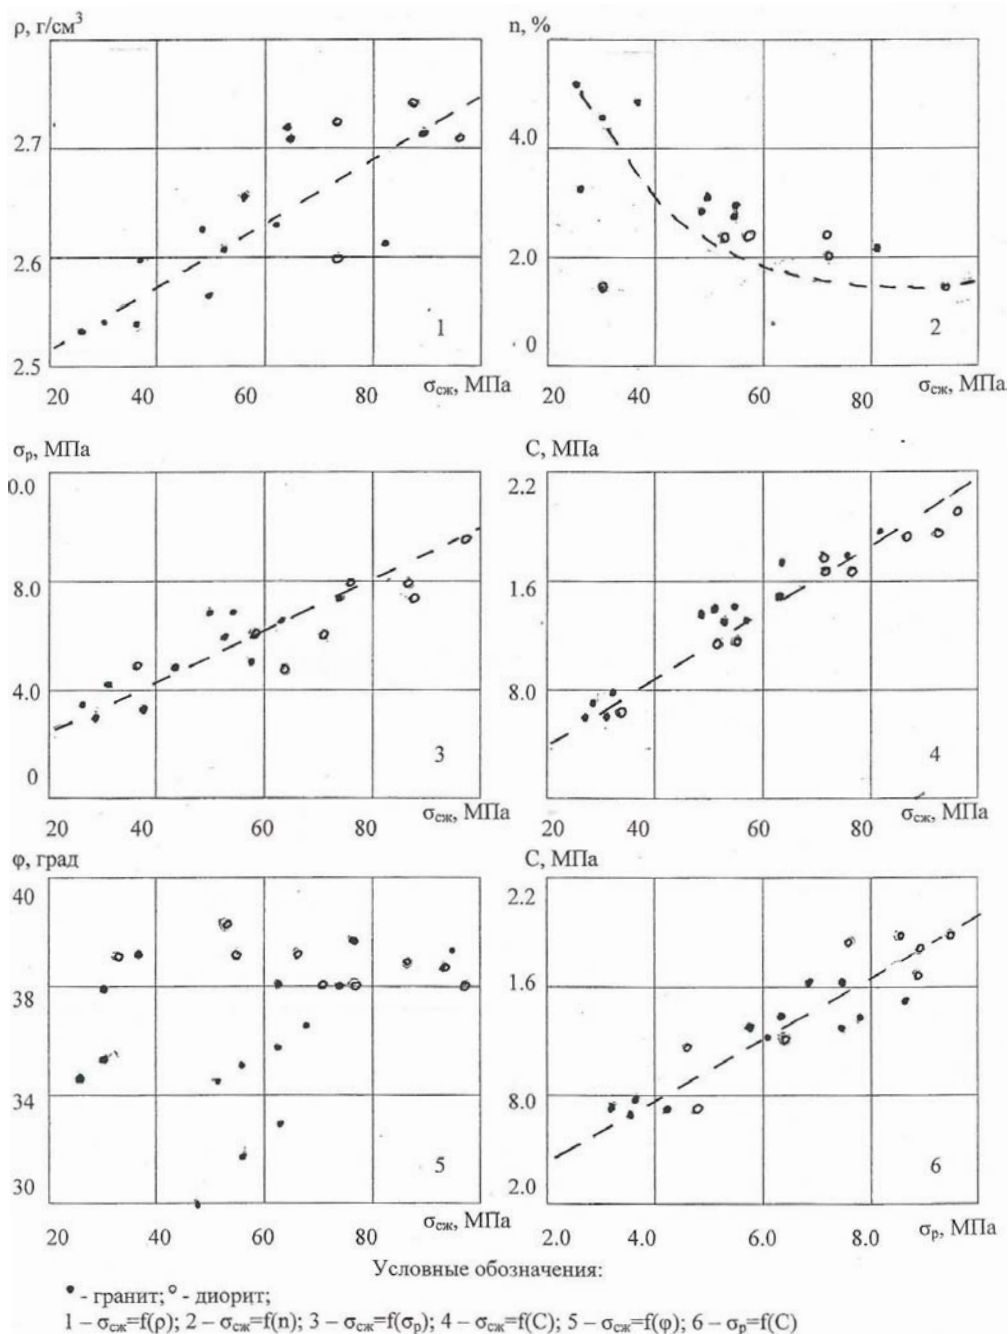 ρ, г/см³
n, %
2.7
4.0
2.6
2.0
1
2
2.5
0
20 40 60 80 σсж, МПа
20 40 60 80 σсж, МПа
σр, МПа
С, МПа
0.0
2.2
8.0
1.6
4.0
8.0
3
4
0
20 40 60 80 σсж, МПа
20 40 60 80 σсж, МПа
φ, град
С, МПа
40
2.2
38
1.6
34
8.0
5
6
30
2.0
20 40 60 80 σсж, МПа
2.0 4.0 6.0 8.0 σр, МПа
Условные обозначения:
• - гранит; ° - диорит;
1 – σсж=f(ρ); 2 – σсж=f(n); 3 – σсж=f(σр); 4 – σсж=f(С); 5 – σсж=f(φ); 6 – σр=f(С)